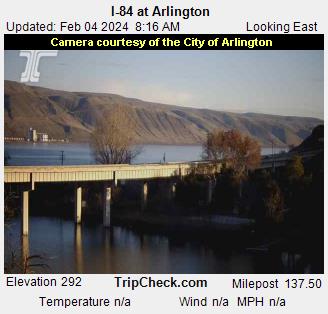 I-84 at Arlington
Updated: Feb 04 2024 8:16 AM Looking East
Camera courtesy of the City of Arlington
Elevation 292 TripCheck.com Milepost 137.50
Temperature n/a Wind n/a MPH n/a